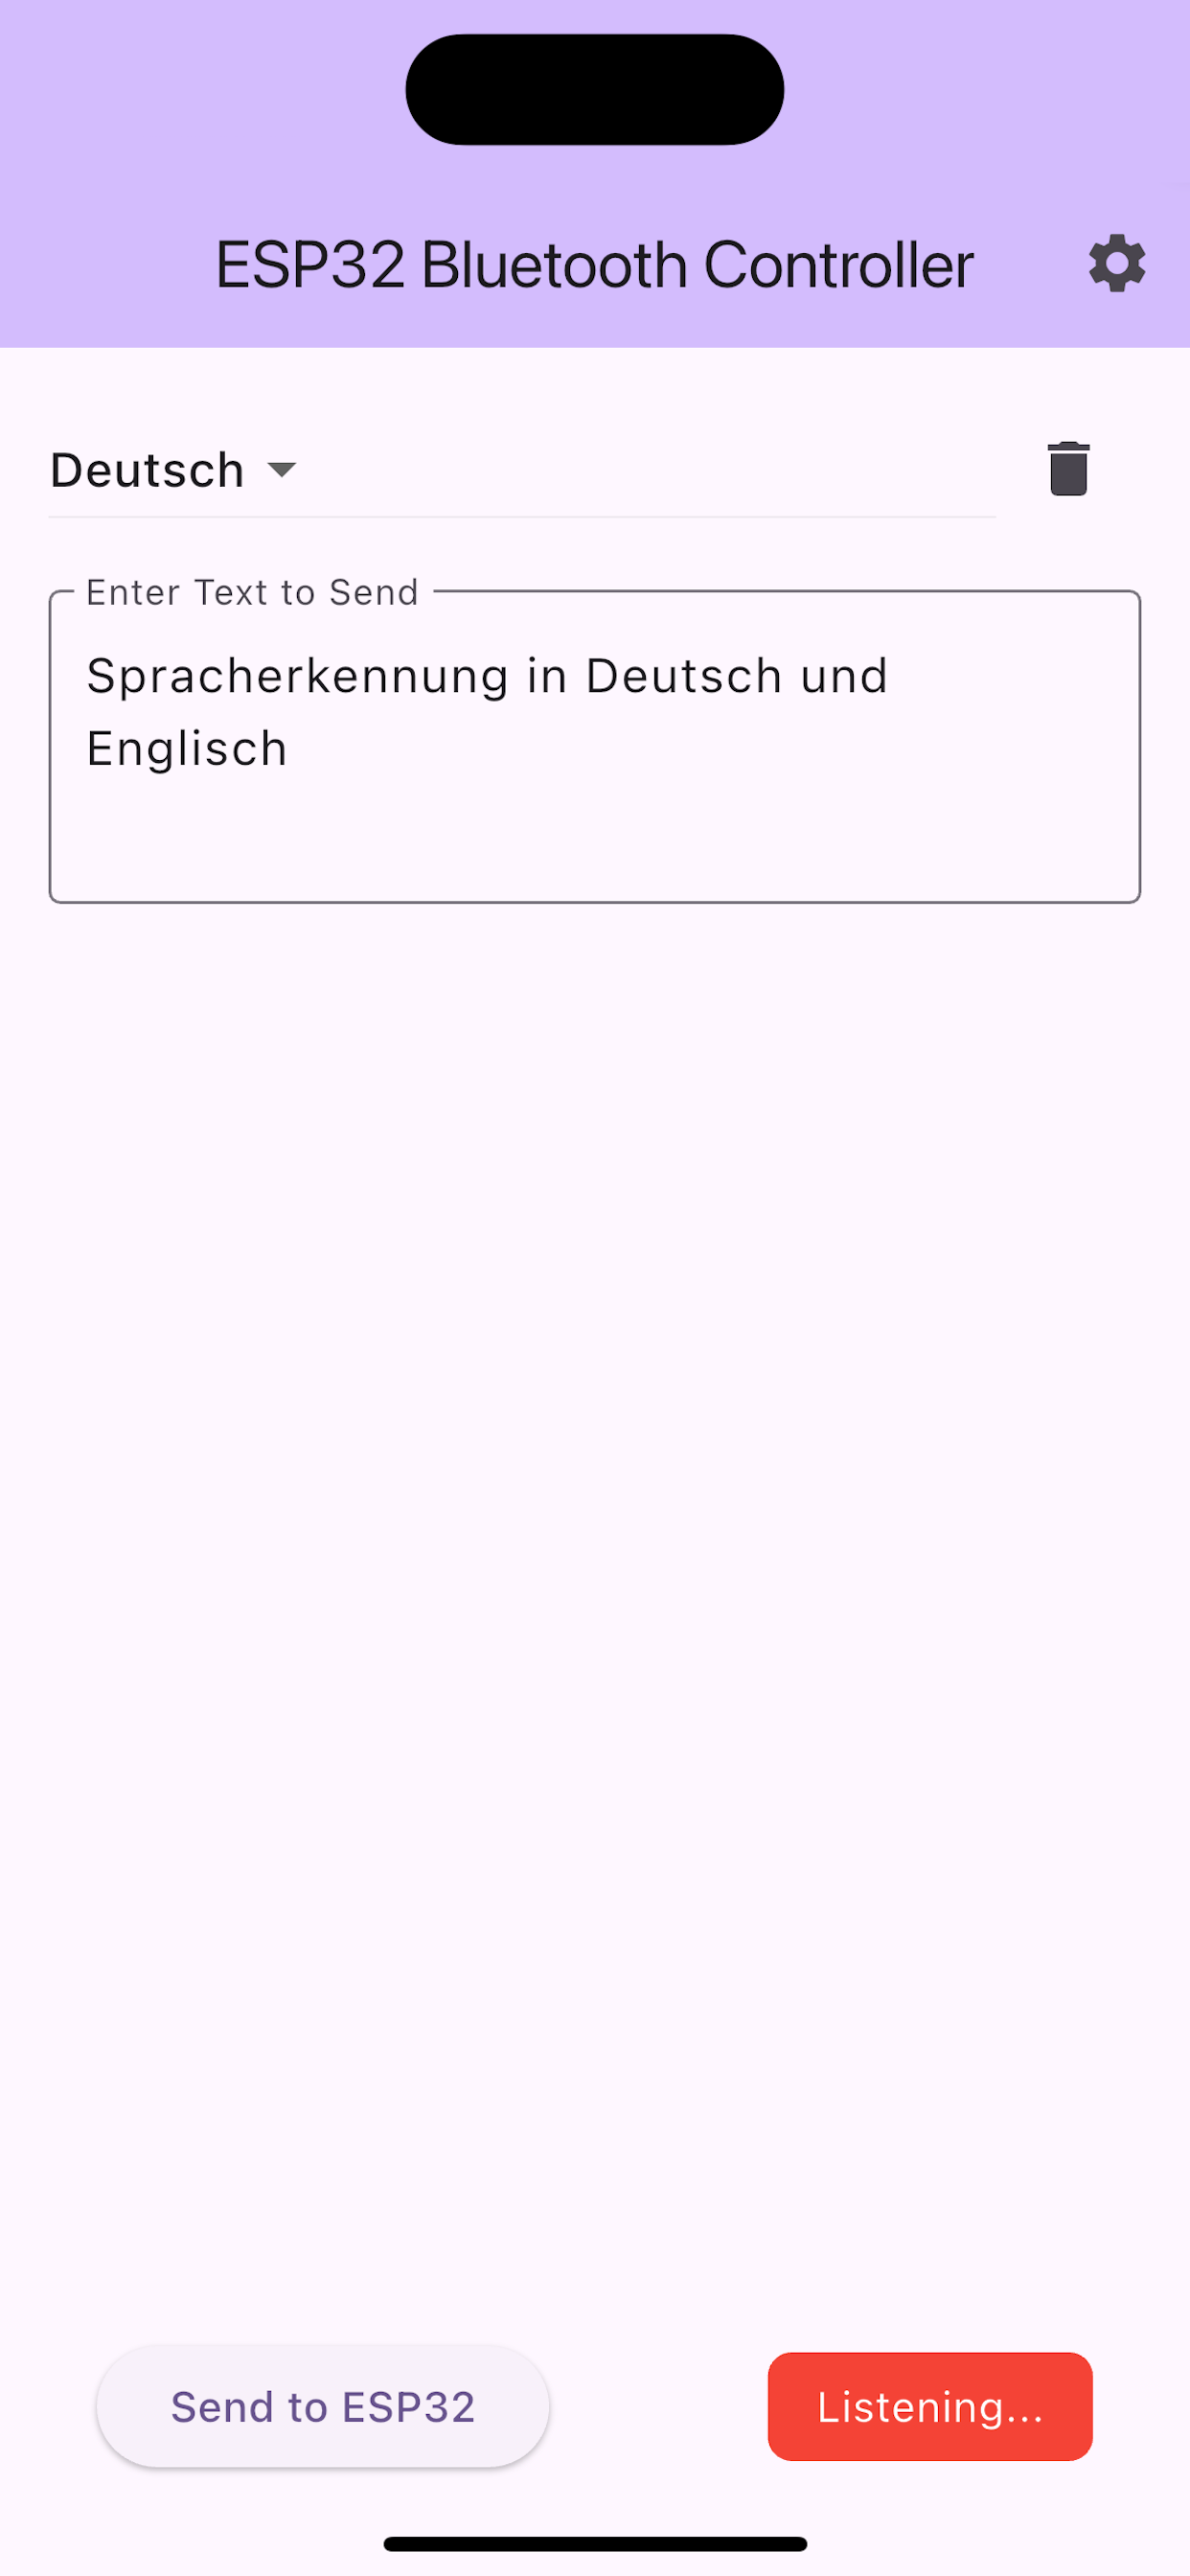 ESP32 Bluetooth Controller
Deutsch
Enter Text to Send
Spracherkennung in Deutsch und
Englisch
Send to ESP32
Listening...